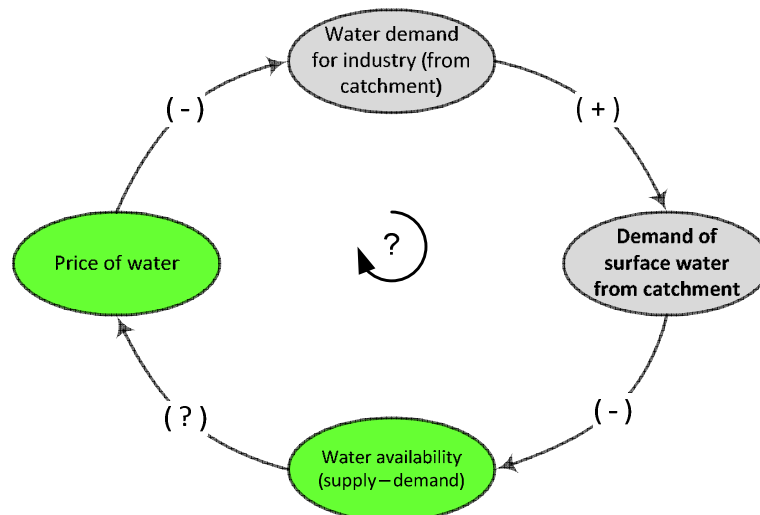 Water demand
for industry (from
catchment)
( - )
( + )
?
Price of water
Demand of
surface water
from catchment
( ? )
( - )
Water availability
(supply−demand)